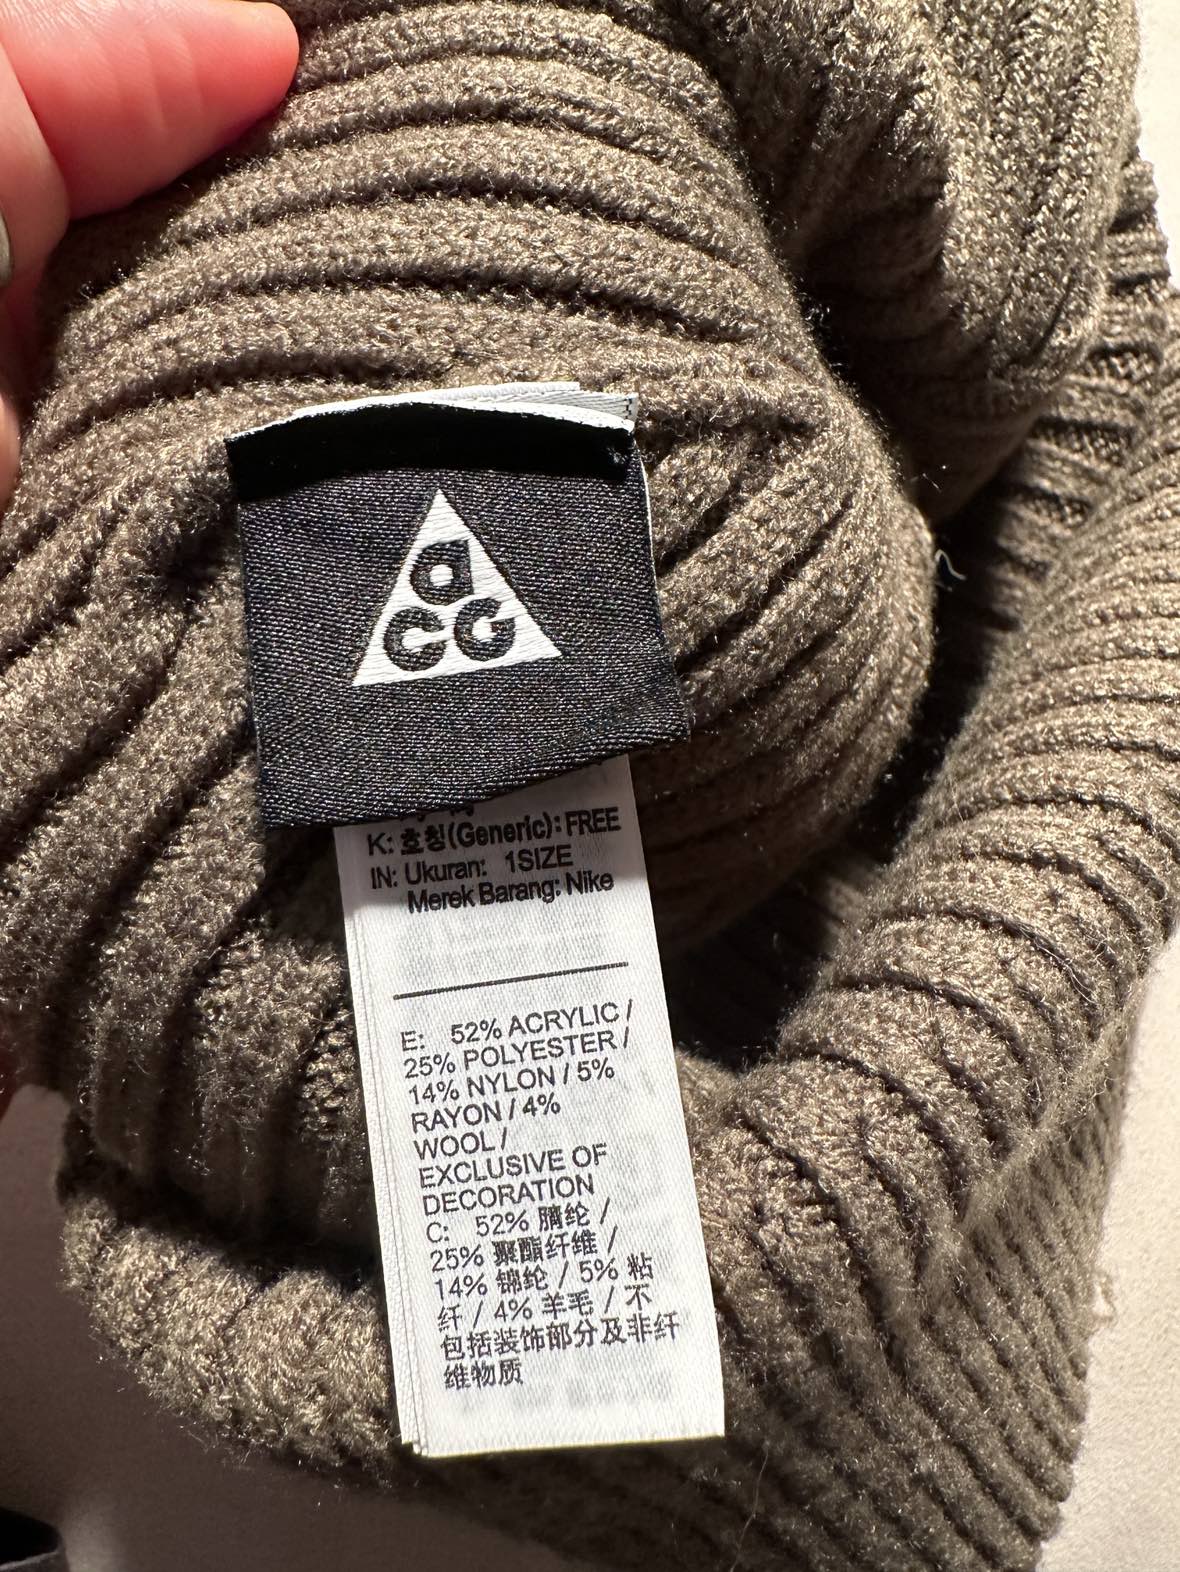 a
CG
K: 호칭(Generic): FREE
IN: Ukuran: 1SIZE
Merek Barang: Nike
E: 52% ACRYLIC /
25% POLYESTER /
14% NYLON / 5%
RAYON / 4%
WOOL /
EXCLUSIVE OF
DECORATION
C: 52% 腈纶 /
25% 聚酯纤维 /
14% 锦纶 / 5% 粘
纤 / 4% 羊毛 / 不
包括装饰部分及非纤
维物质